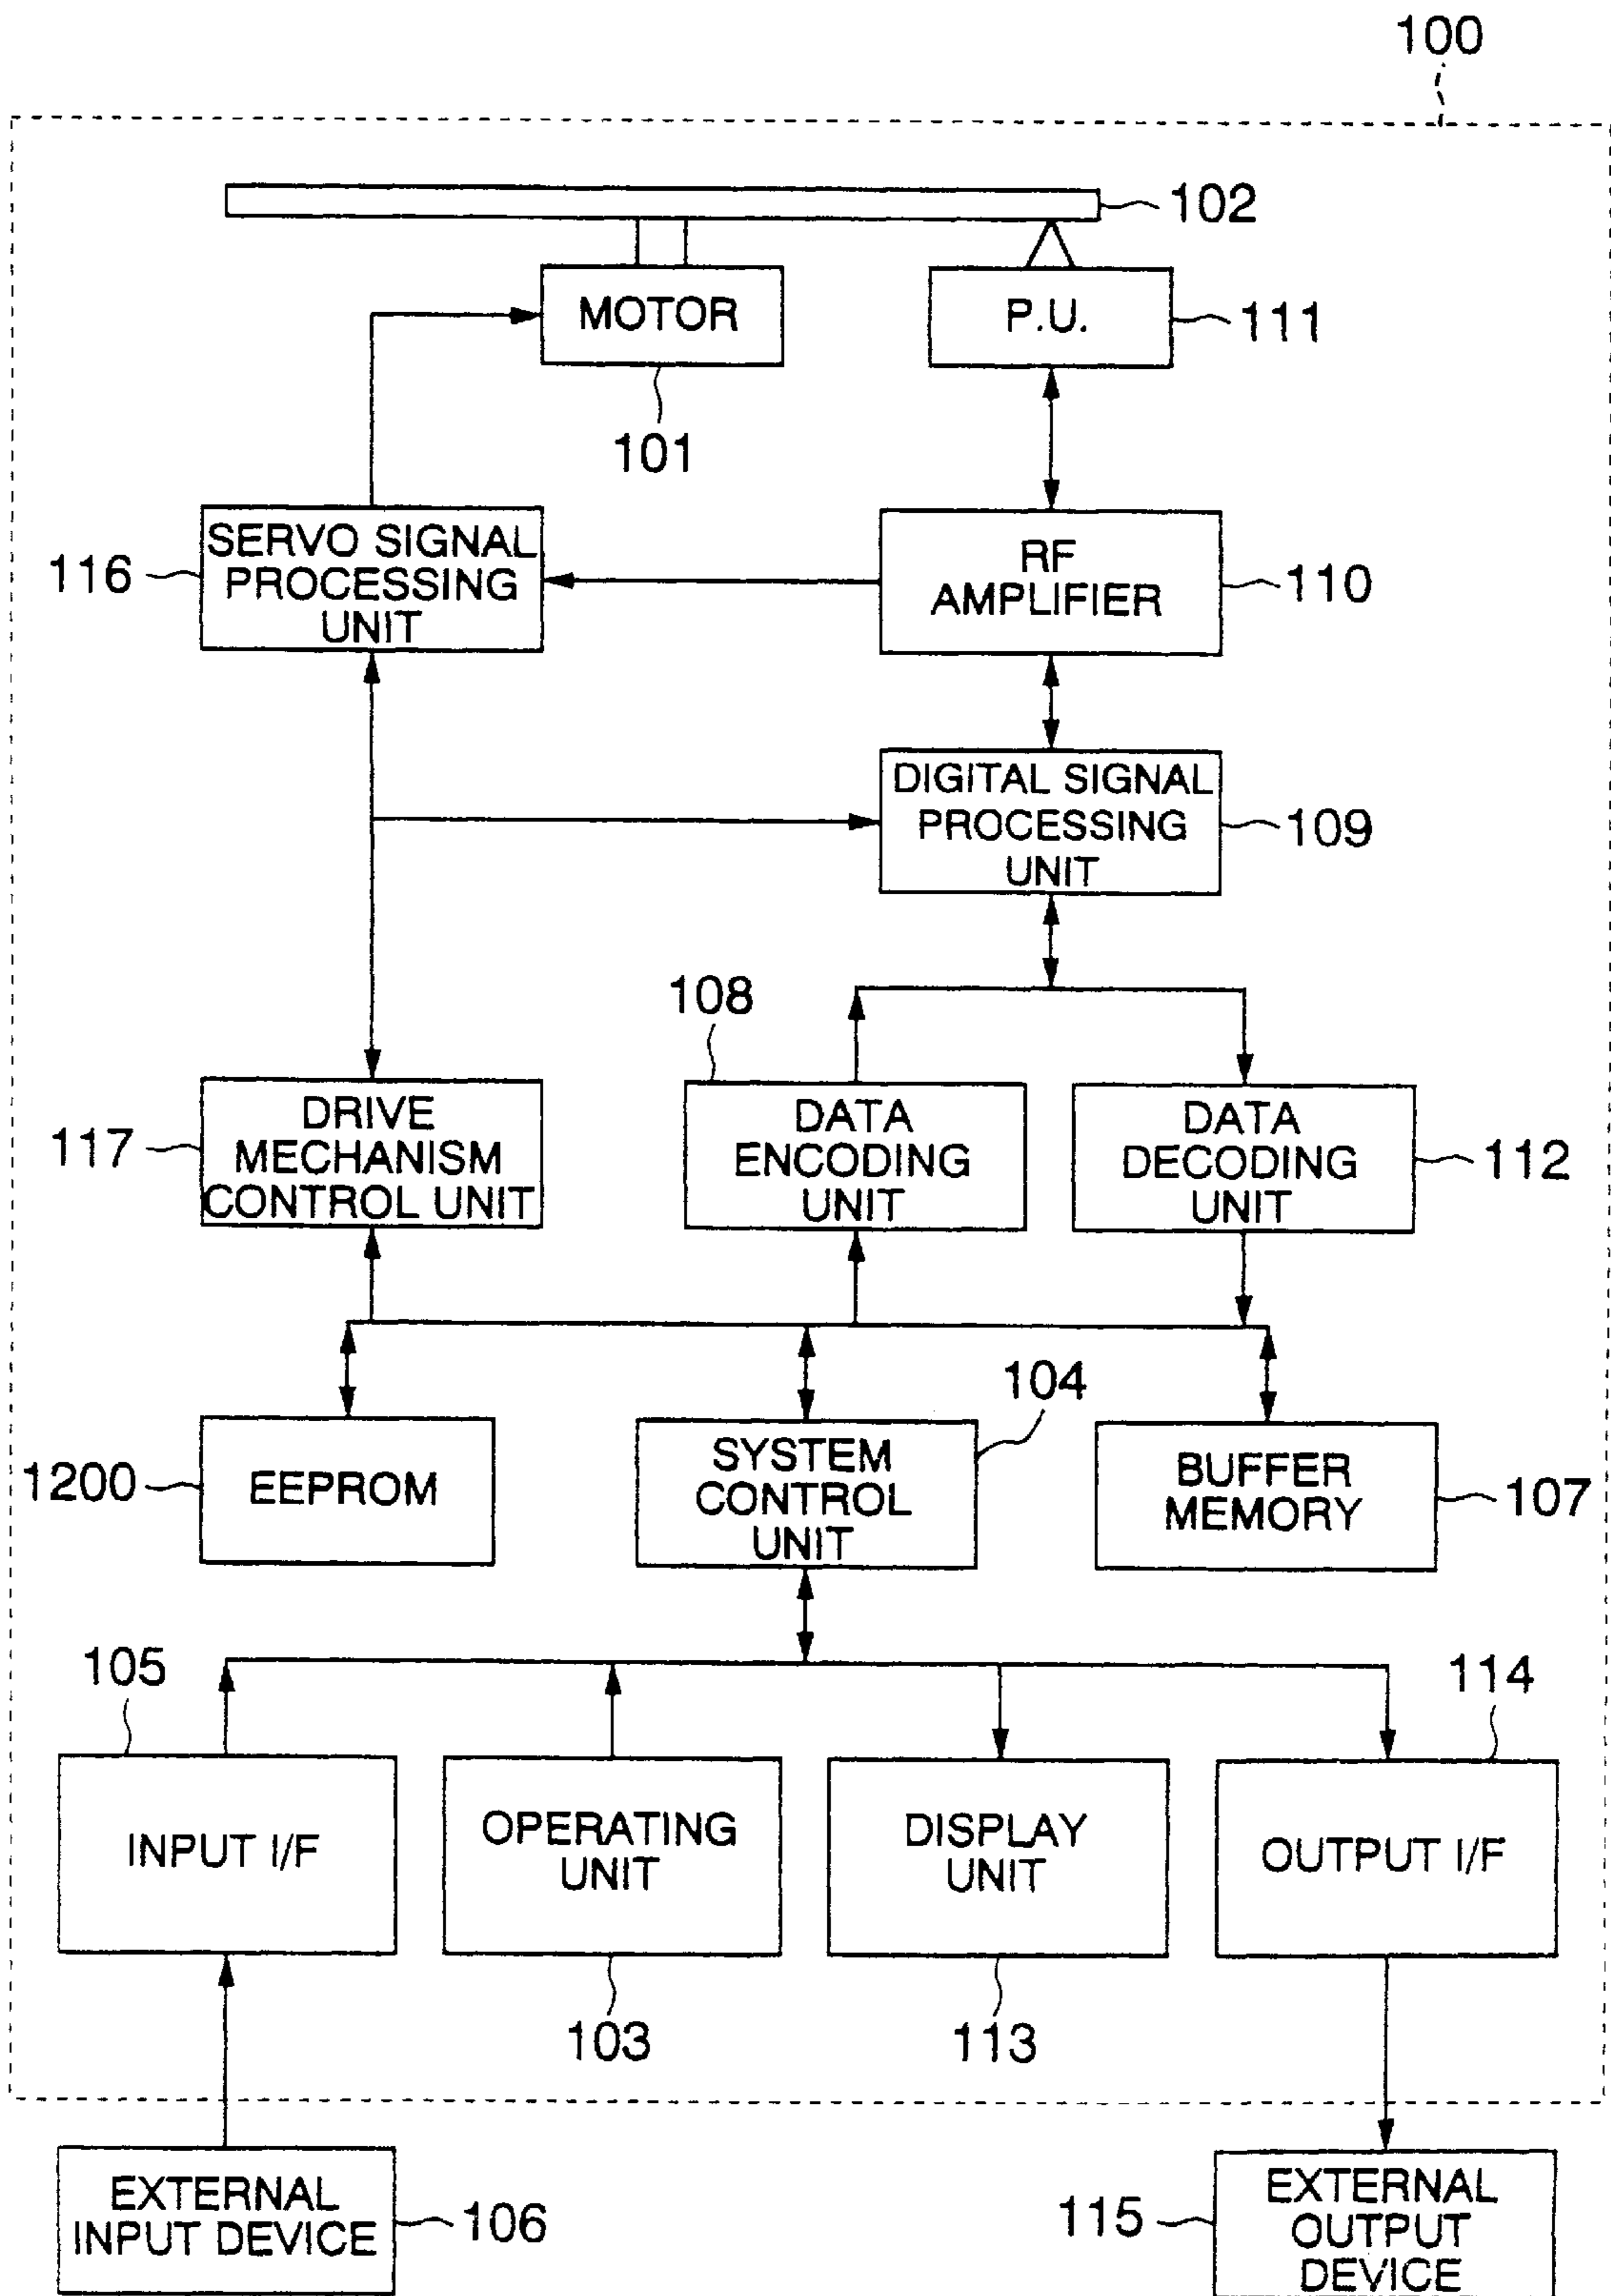 100
102
MOTOR
P.U.
111
101
SERVO SIGNAL
PROCESSING
UNIT
116
RF
AMPLIFIER
110
DIGITAL SIGNAL
PROCESSING
UNIT
109
108
DRIVE
MECHANISM
CONTROL UNIT
117
DATA
ENCODING
UNIT
DATA
DECODING
UNIT
112
104
1200
EEPROM
SYSTEM
CONTROL
UNIT
BUFFER
MEMORY
107
105
114
INPUT I/F
OPERATING
UNIT
DISPLAY
UNIT
OUTPUT I/F
103
113
EXTERNAL
INPUT DEVICE
106
115
EXTERNAL
OUTPUT
DEVICE